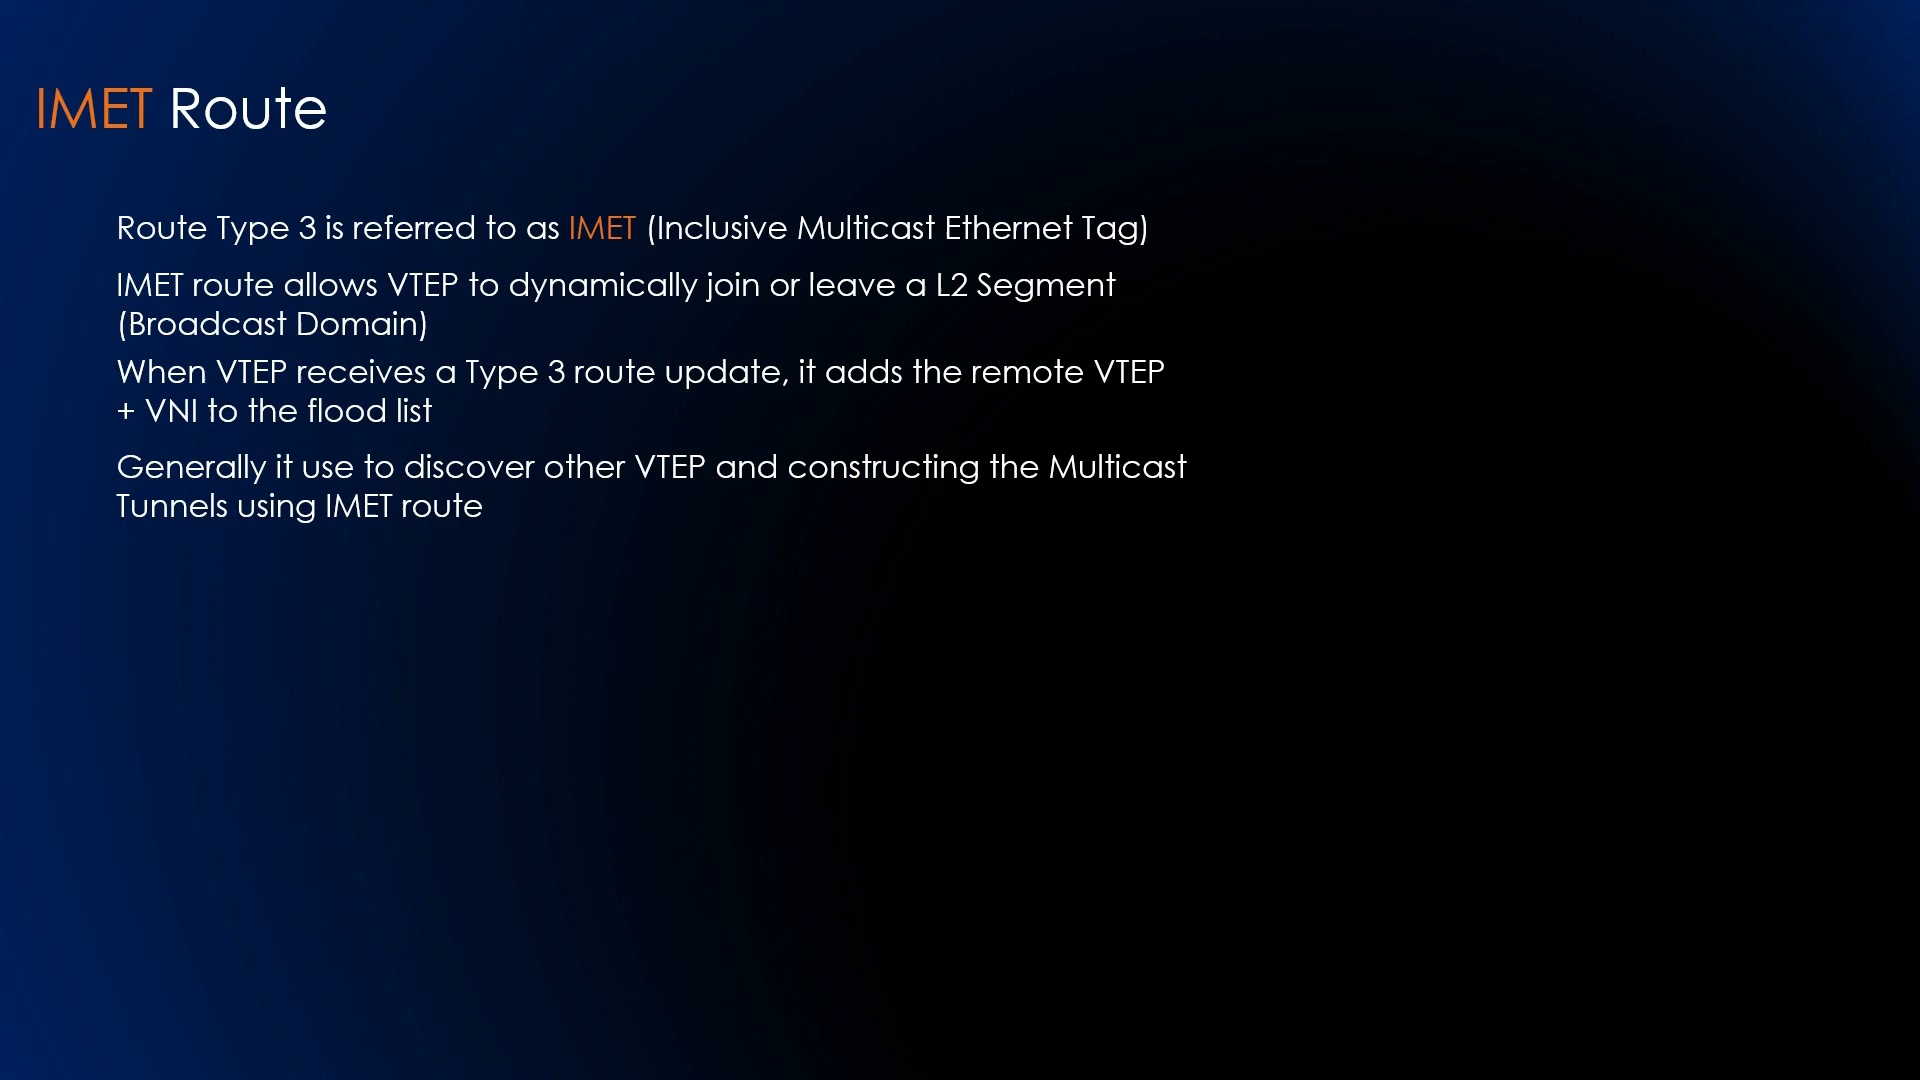 IMET Route
Route Type 3 is referred to as IMET (Inclusive Multicast Ethernet Tag)
IMET route allows VTEP to dynamically join or leave a L2 Segment
(Broadcast Domain)
When VTEP receives a Type 3 route update, it adds the remote VTEP
+ VNI to the flood list
Generally it use to discover other VTEP and constructing the Multicast
Tunnels using IMET route